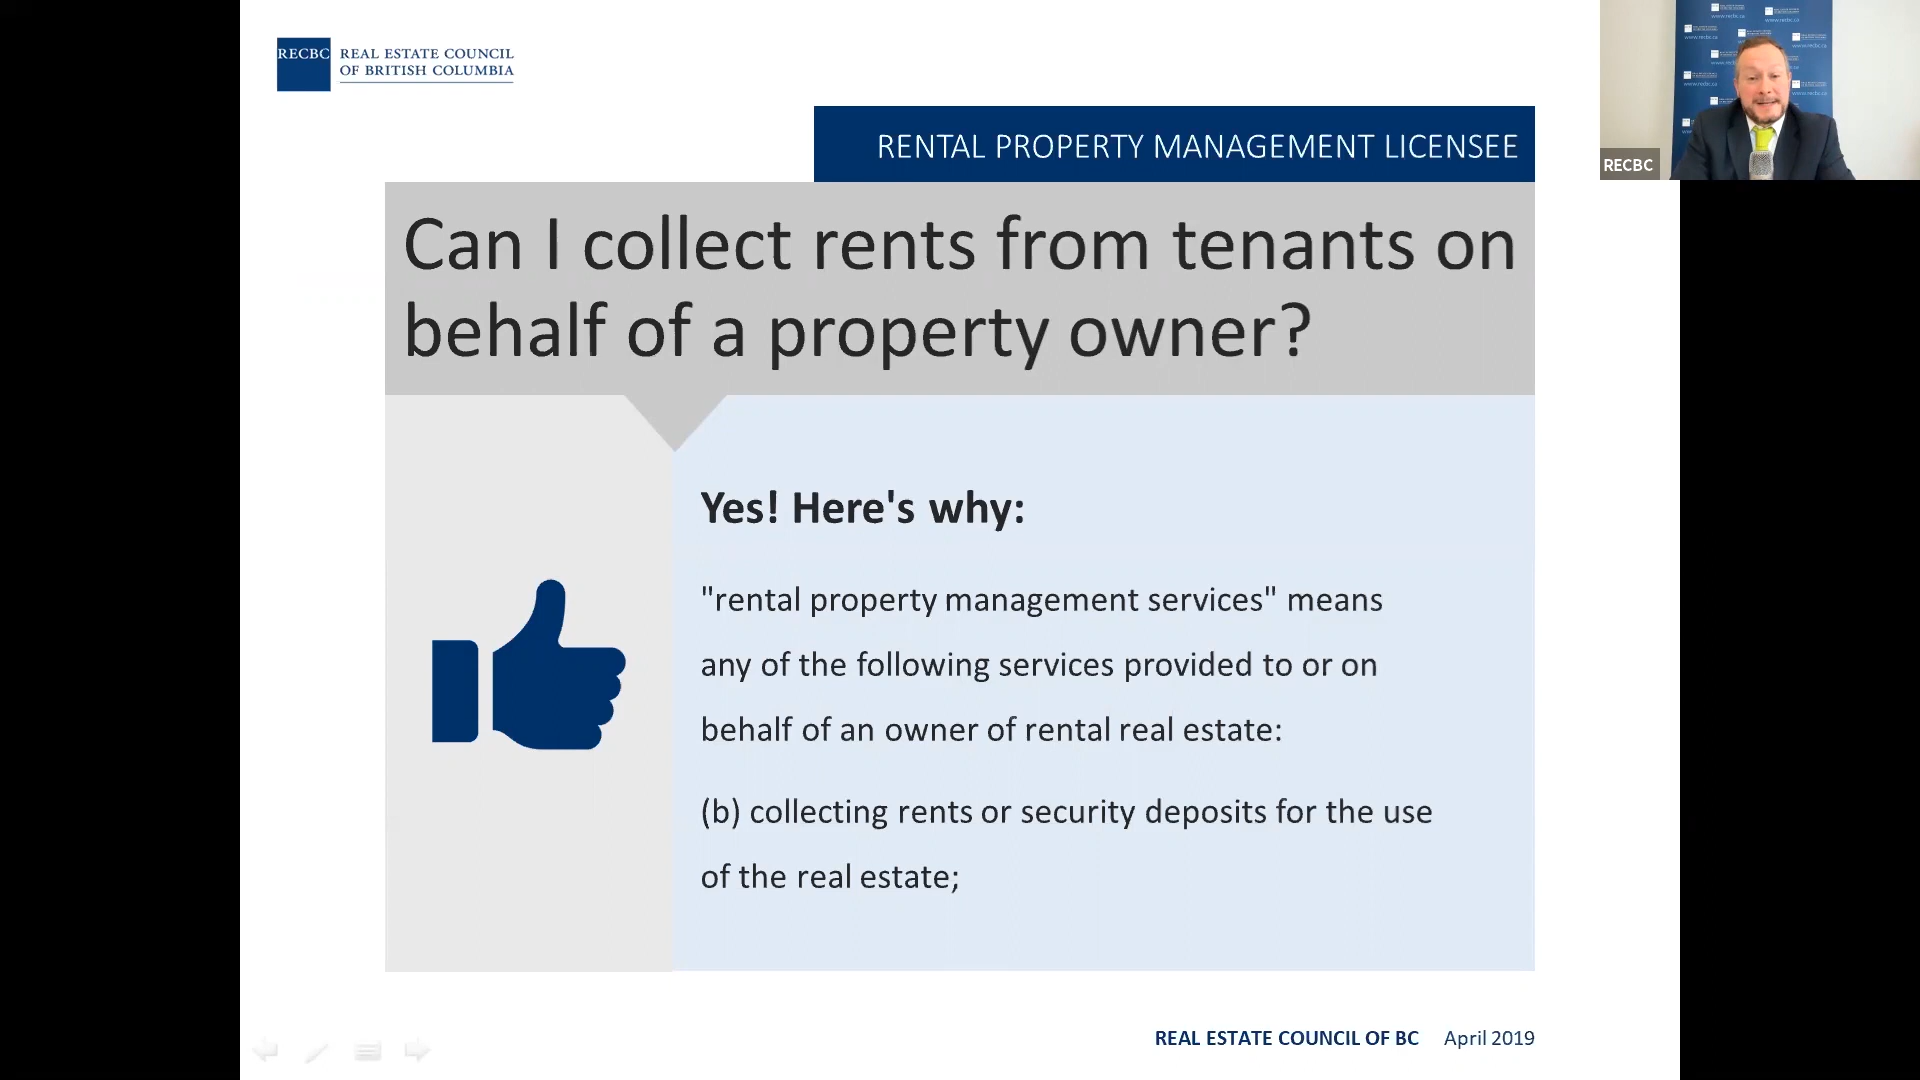 RECBC
REAL ESTATE COUNCIL
OF BRITISH COLUMBIA
RENTAL PROPERTY MANAGEMENT LICENSEE
RECBC
Can I collect rents from tenants on
behalf of a property owner?
Yes! Here's why:
"rental property management services" means
any of the following services provided to or on
behalf of an owner of rental real estate:
(b) collecting rents or security deposits for the use
of the real estate;
REAL ESTATE COUNCIL OF BC April 2019